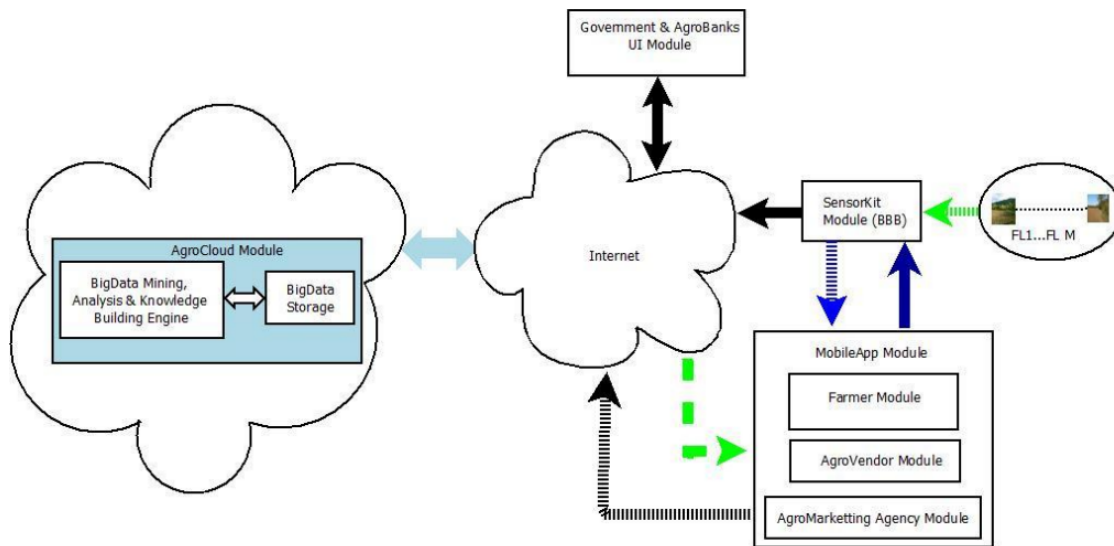 Government & AgroBanks
UI Module
AgroCloud Module
BigData Mining,
Analysis & Knowledge
Building Engine
BigData
Storage
Internet
SensorKit
Module (BBB)
FL1...FL M
MobileApp Module
Farmer Module
AgroVendor Module
AgroMarketting Agency Module